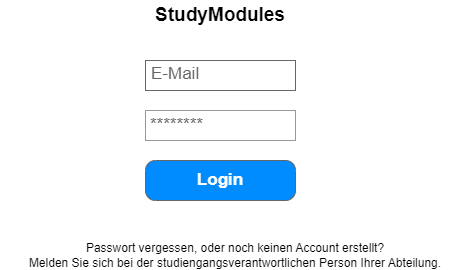 StudyModules
E-Mail
********
Login
Passwort vergessen, oder noch keinen Account erstellt?
Melden Sie sich bei der studiengangsverantwortlichen Person Ihrer Abteilung.